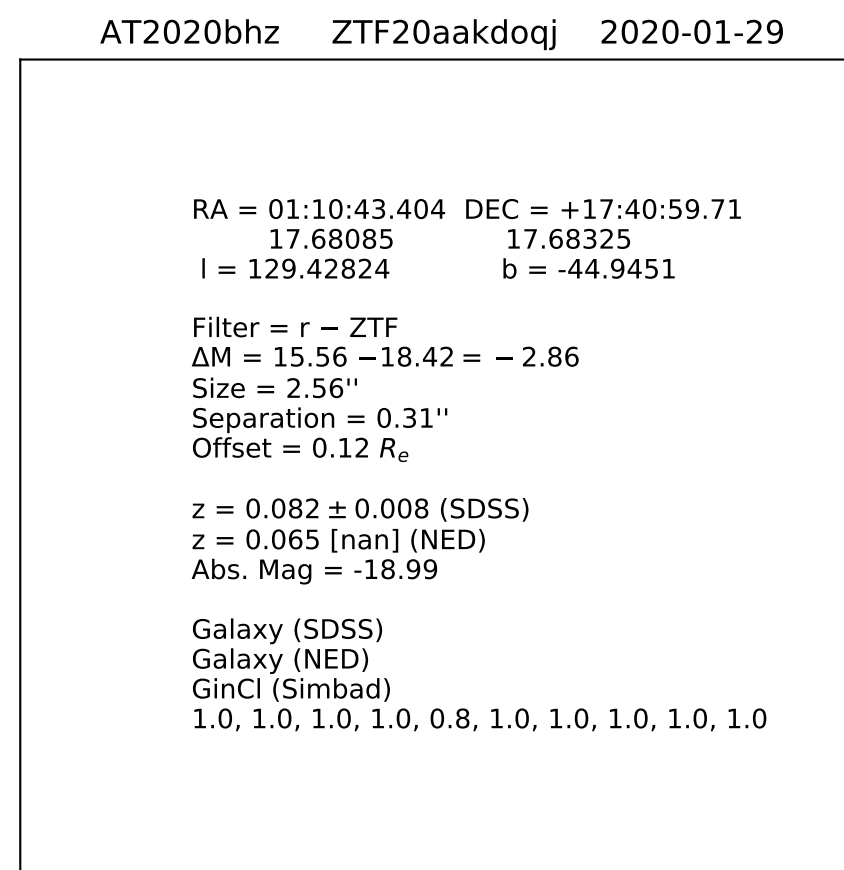 AT2020bhz ZTF20aakdoqj 2020-01-29
RA = 01:10:43.404 DEC = +17:40:59.71
17.68085 17.68325
l = 129.42824 b = -44.9451
Filter = r − ZTF
ΔM = 15.56 −18.42 = − 2.86
Size = 2.56''
Separation = 0.31''
Offset = 0.12 Re
z = 0.082 ± 0.008 (SDSS)
z = 0.065 [nan] (NED)
Abs. Mag = -18.99
Galaxy (SDSS)
Galaxy (NED)
GinCl (Simbad)
1.0, 1.0, 1.0, 1.0, 0.8, 1.0, 1.0, 1.0, 1.0, 1.0